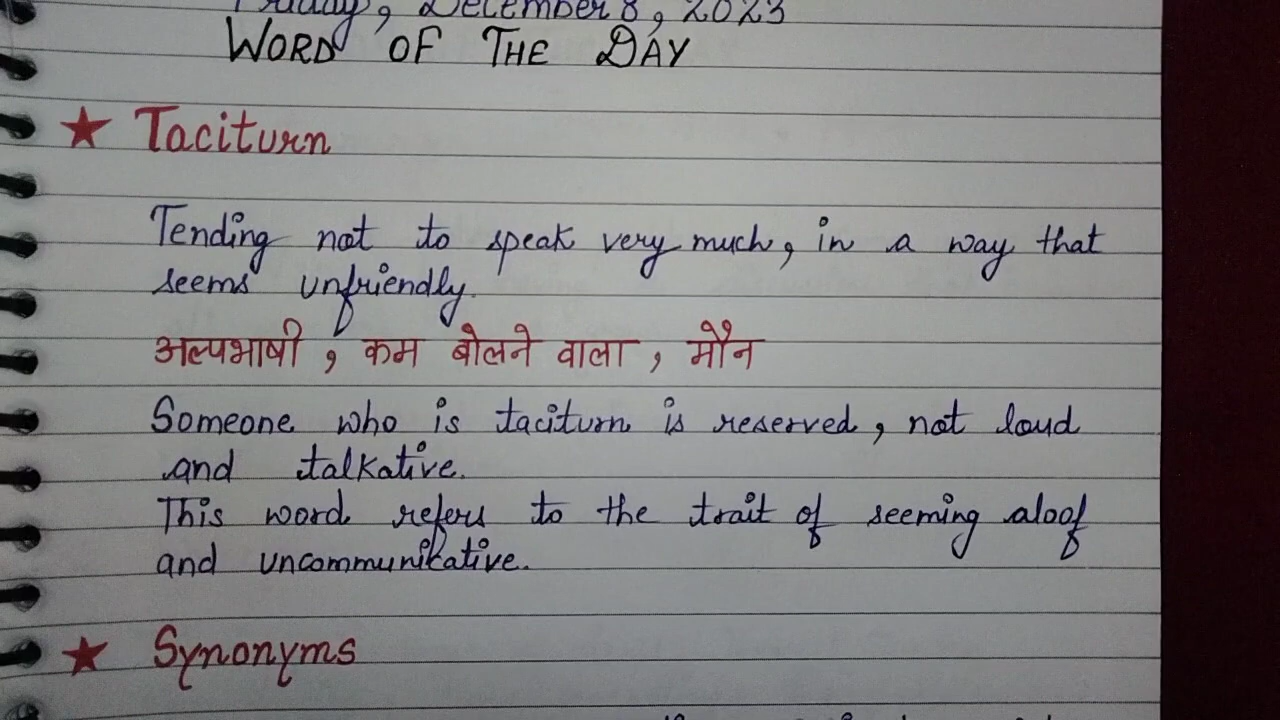 Friday, December 8, 2023
WORD OF THE DAY
★ Taciturn
Tending not to speak very much, in a way that
seems unfriendly.
अल्पभाषी, कम बोलने वाला, मौन
Someone who is taciturn is reserved, not loud
and talkative.
This word refers to the trait of seeming aloof
and uncommunikative.
★ Synonyms